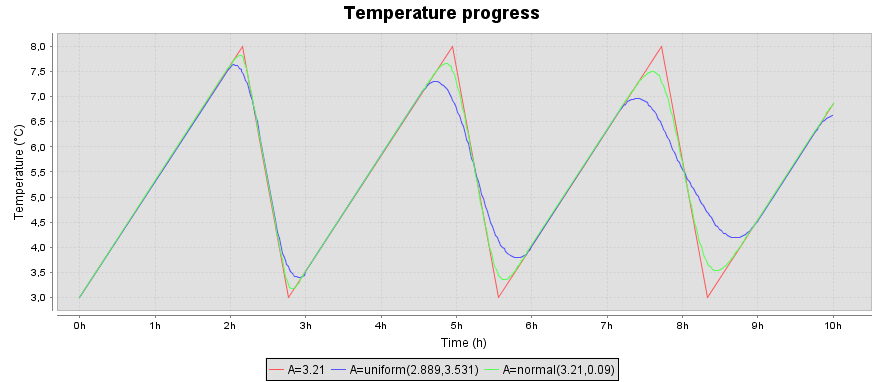 Temperature progress
8,0
7,5
7,0
6,5
6,0
5,5
5,0
4,5
4,0
3,5
3,0
Temperature (°C)
0h 1h 2h 3h 4h 5h 6h 7h 8h 9h 10h
Time (h)
A=3.21 A=uniform(2.889,3.531) A=normal(3.21,0.09)